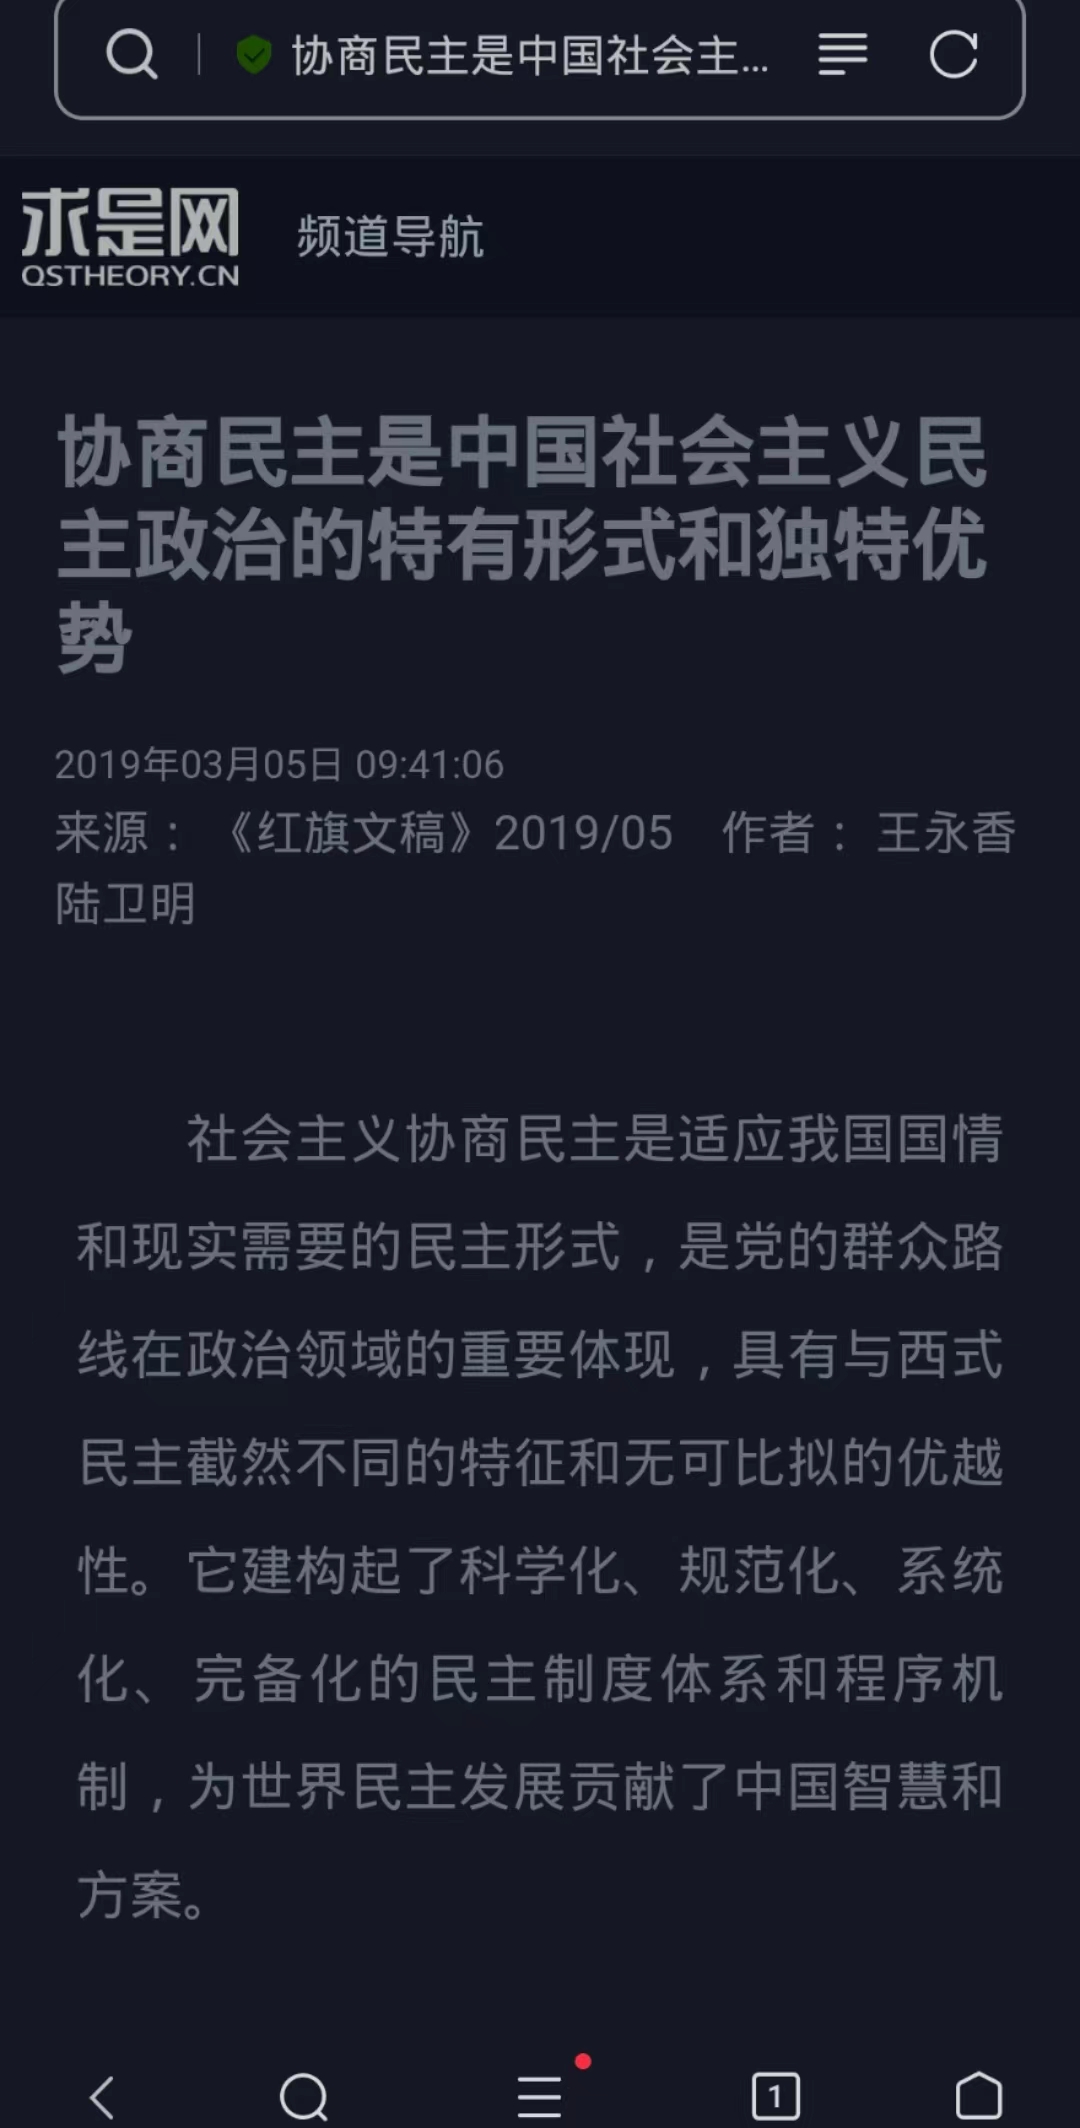 协商民主是中国社会主...
求是网
QSTHEORY.CN
频道导航
协商民主是中国社会主义民
主政治的特有形式和独特优
势
2019年03月05日 09:41:06
来源：《红旗文稿》2019/05 作者：王永香
陆卫明
社会主义协商民主是适应我国国情
和现实需要的民主形式，是党的群众路
线在政治领域的重要体现，具有与西式
民主截然不同的特征和无可比拟的优越
性。它建构起了科学化、规范化、系统
化、完备化的民主制度体系和程序机
制，为世界民主发展贡献了中国智慧和
方案。
1